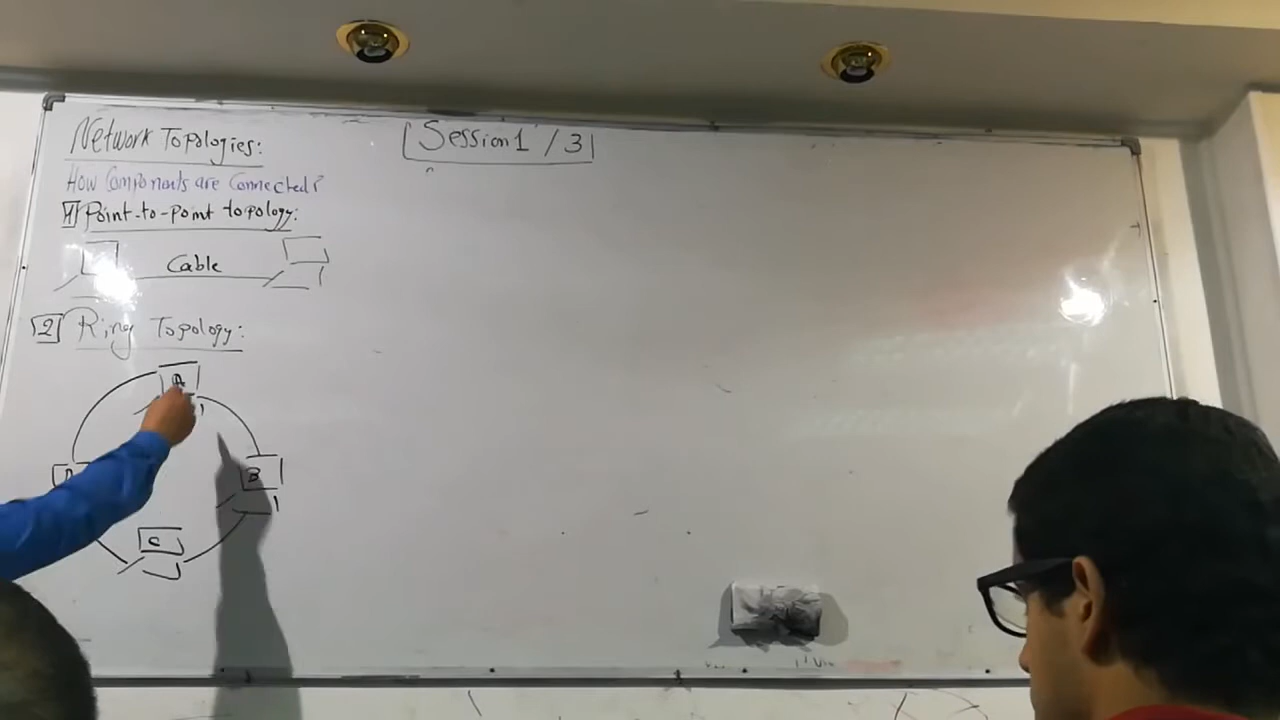 Network Topologies:
Session 1 / 3
How Components are Connected?
1 Point-to-point topology:
Cable
2 Ring Topology:
A
B
D
C